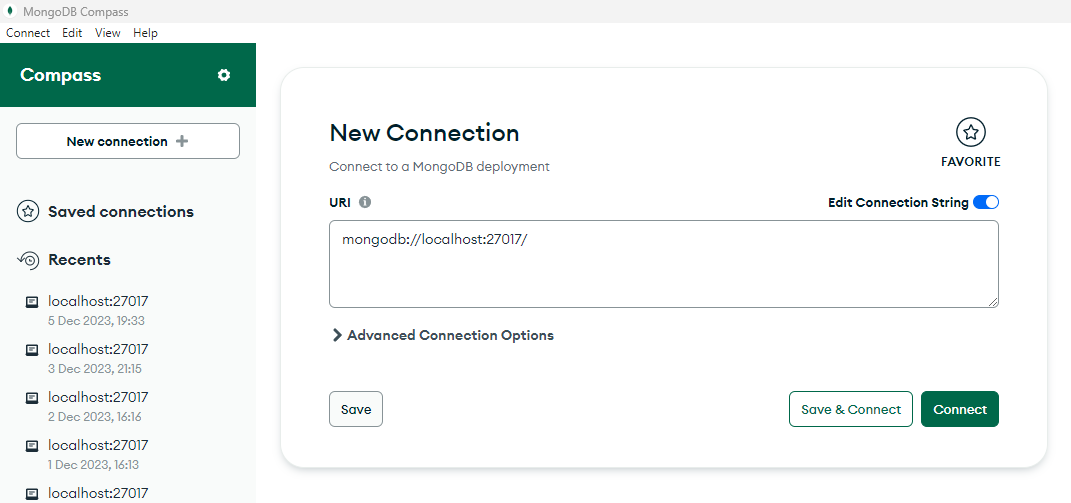 MongoDB Compass
Connect Edit View Help
Compass
New connection
Saved connections
Recents
localhost:27017
5 Dec 2023, 19:33
localhost:27017
3 Dec 2023, 21:15
localhost:27017
2 Dec 2023, 16:16
localhost:27017
1 Dec 2023, 16:13
localhost:27017
New Connection
Connect to a MongoDB deployment
FAVORITE
URI Edit Connection String
mongodb://localhost:27017/
Advanced Connection Options
Save Save & Connect Connect